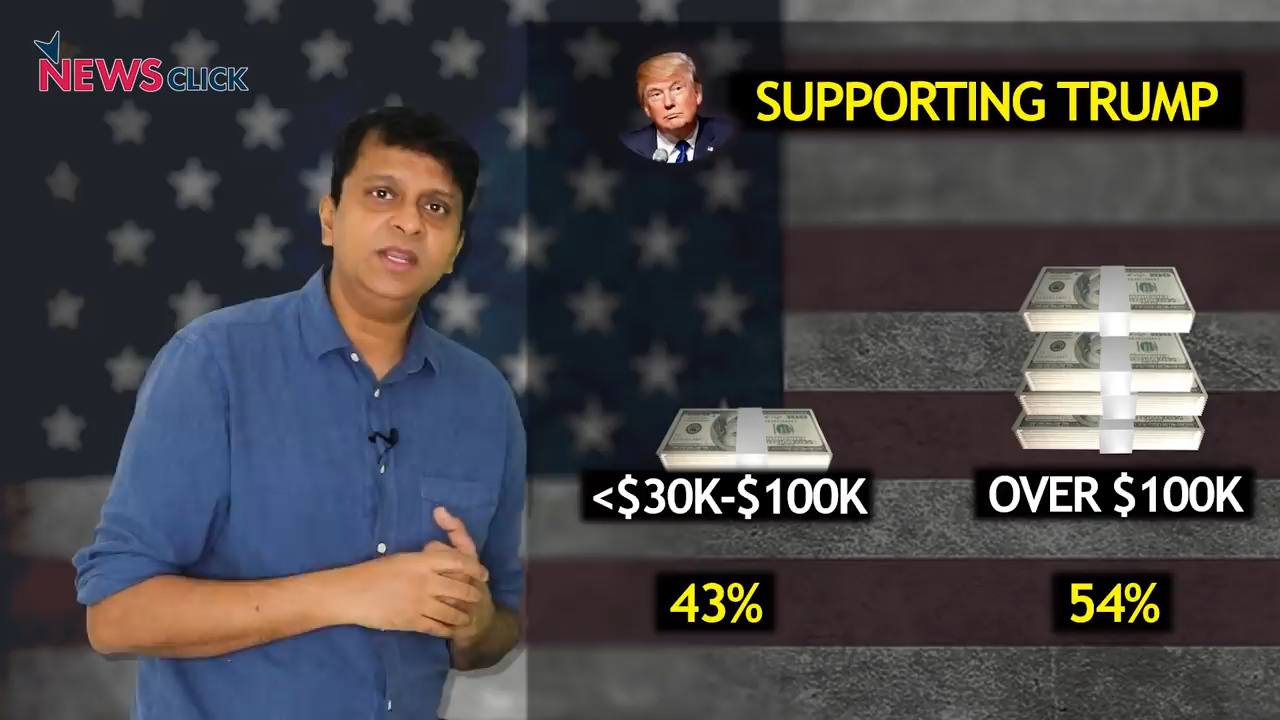 NEWSCLICK
SUPPORTING TRUMP
<$30K-$100K
OVER $100K
43%
54%